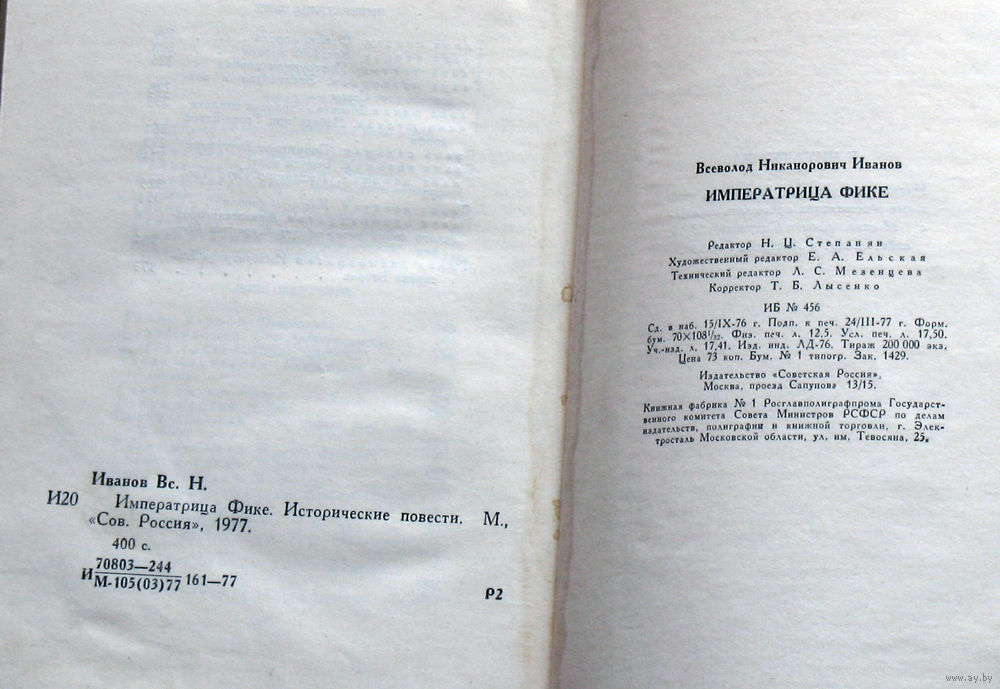 Иванов Вс. Н.
И20 Императрица Фике. Исторические повести. М.,
«Сов. Россия», 1977.
400 с.
И 70803—244
М-105(03)77 161—77
Р2
Всеволод Никанорович Иванов
ИМПЕРАТРИЦА ФИКЕ
Редактор Н. Ц. Степанян
Художественный редактор Е. А. Ельская
Технический редактор Л. С. Мезенцева
Корректор Т. Б. Лысенко
ИБ № 456
Сд. в наб. 15/IX-76 г. Подп. к печ. 24/III-77 г. Форм.
бум. 70×108¹/₃₂. Физ. печ. л. 12,5. Усл. печ. л. 17,50.
Уч.-изд. л. 17,41. Изд. инд. ЛД-76. Тираж 200 000 экз.
Цена 73 коп. Бум. № 1 типогр. Зак. 1429.
Издательство «Советская Россия».
Москва, проезд Сапунова 13/15.
Книжная фабрика № 1 Росглавполиграфпрома Государст-
венного комитета Совета Министров РСФСР по делам
издательств, полиграфии и книжной торговли, г. Элек-
тросталь Московской области, ул. им. Тевосяна, 25.
www.ay.by